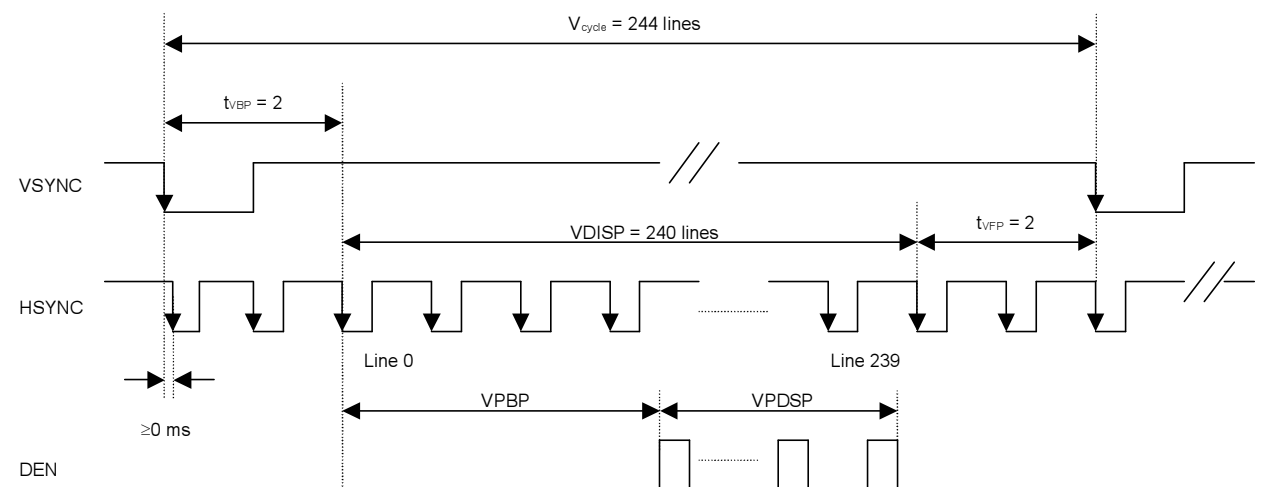 Vcycle = 244 lines
tVBP = 2
VSYNC
VDISP = 240 lines
tVFP = 2
HSYNC
Line 0
Line 239
VPBP
VPDSP
≥0 ms
DEN